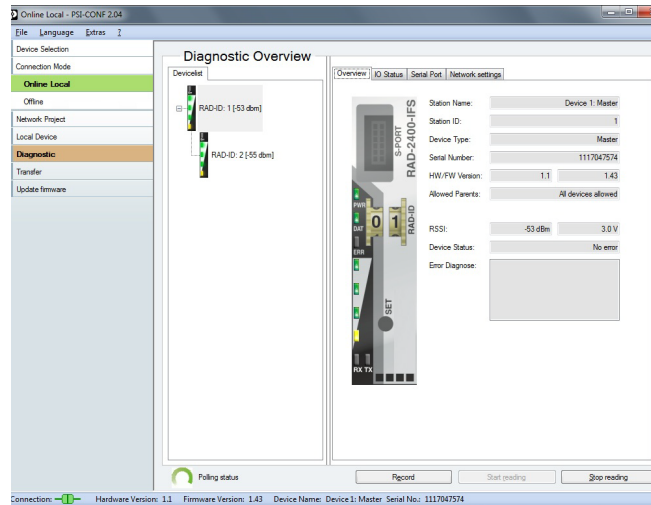 Online Local - PSI-CONF 2.04
File Language Extras ?
Device Selection
Connection Mode
Online Local
Offline
Network Project
Local Device
Diagnostic
Transfer
Update firmware
Diagnostic Overview
Devicelist
RAD-ID: 1 [-53 dbm]
RAD-ID: 2 [-55 dbm]
Overview IO Status Serial Port Network settings
S-PORT
RAD-2400-IFS
PWR
DAT
ERR
0 1
RAD-ID
SET
RX TX
Station Name: Device 1: Master
Station ID: 1
Device Type: Master
Serial Number: 1117047574
HW/FW Version: 1.1 1.43
Allowed Parents: All devices allowed
RSSI: -53 dBm 3.0 V
Device Status: No error
Error Diagnose:
Polling status
Record Start reading Stop reading
Connection: Hardware Version: 1.1 Firmware Version: 1.43 Device Name: Device 1: Master Serial No.: 1117047574